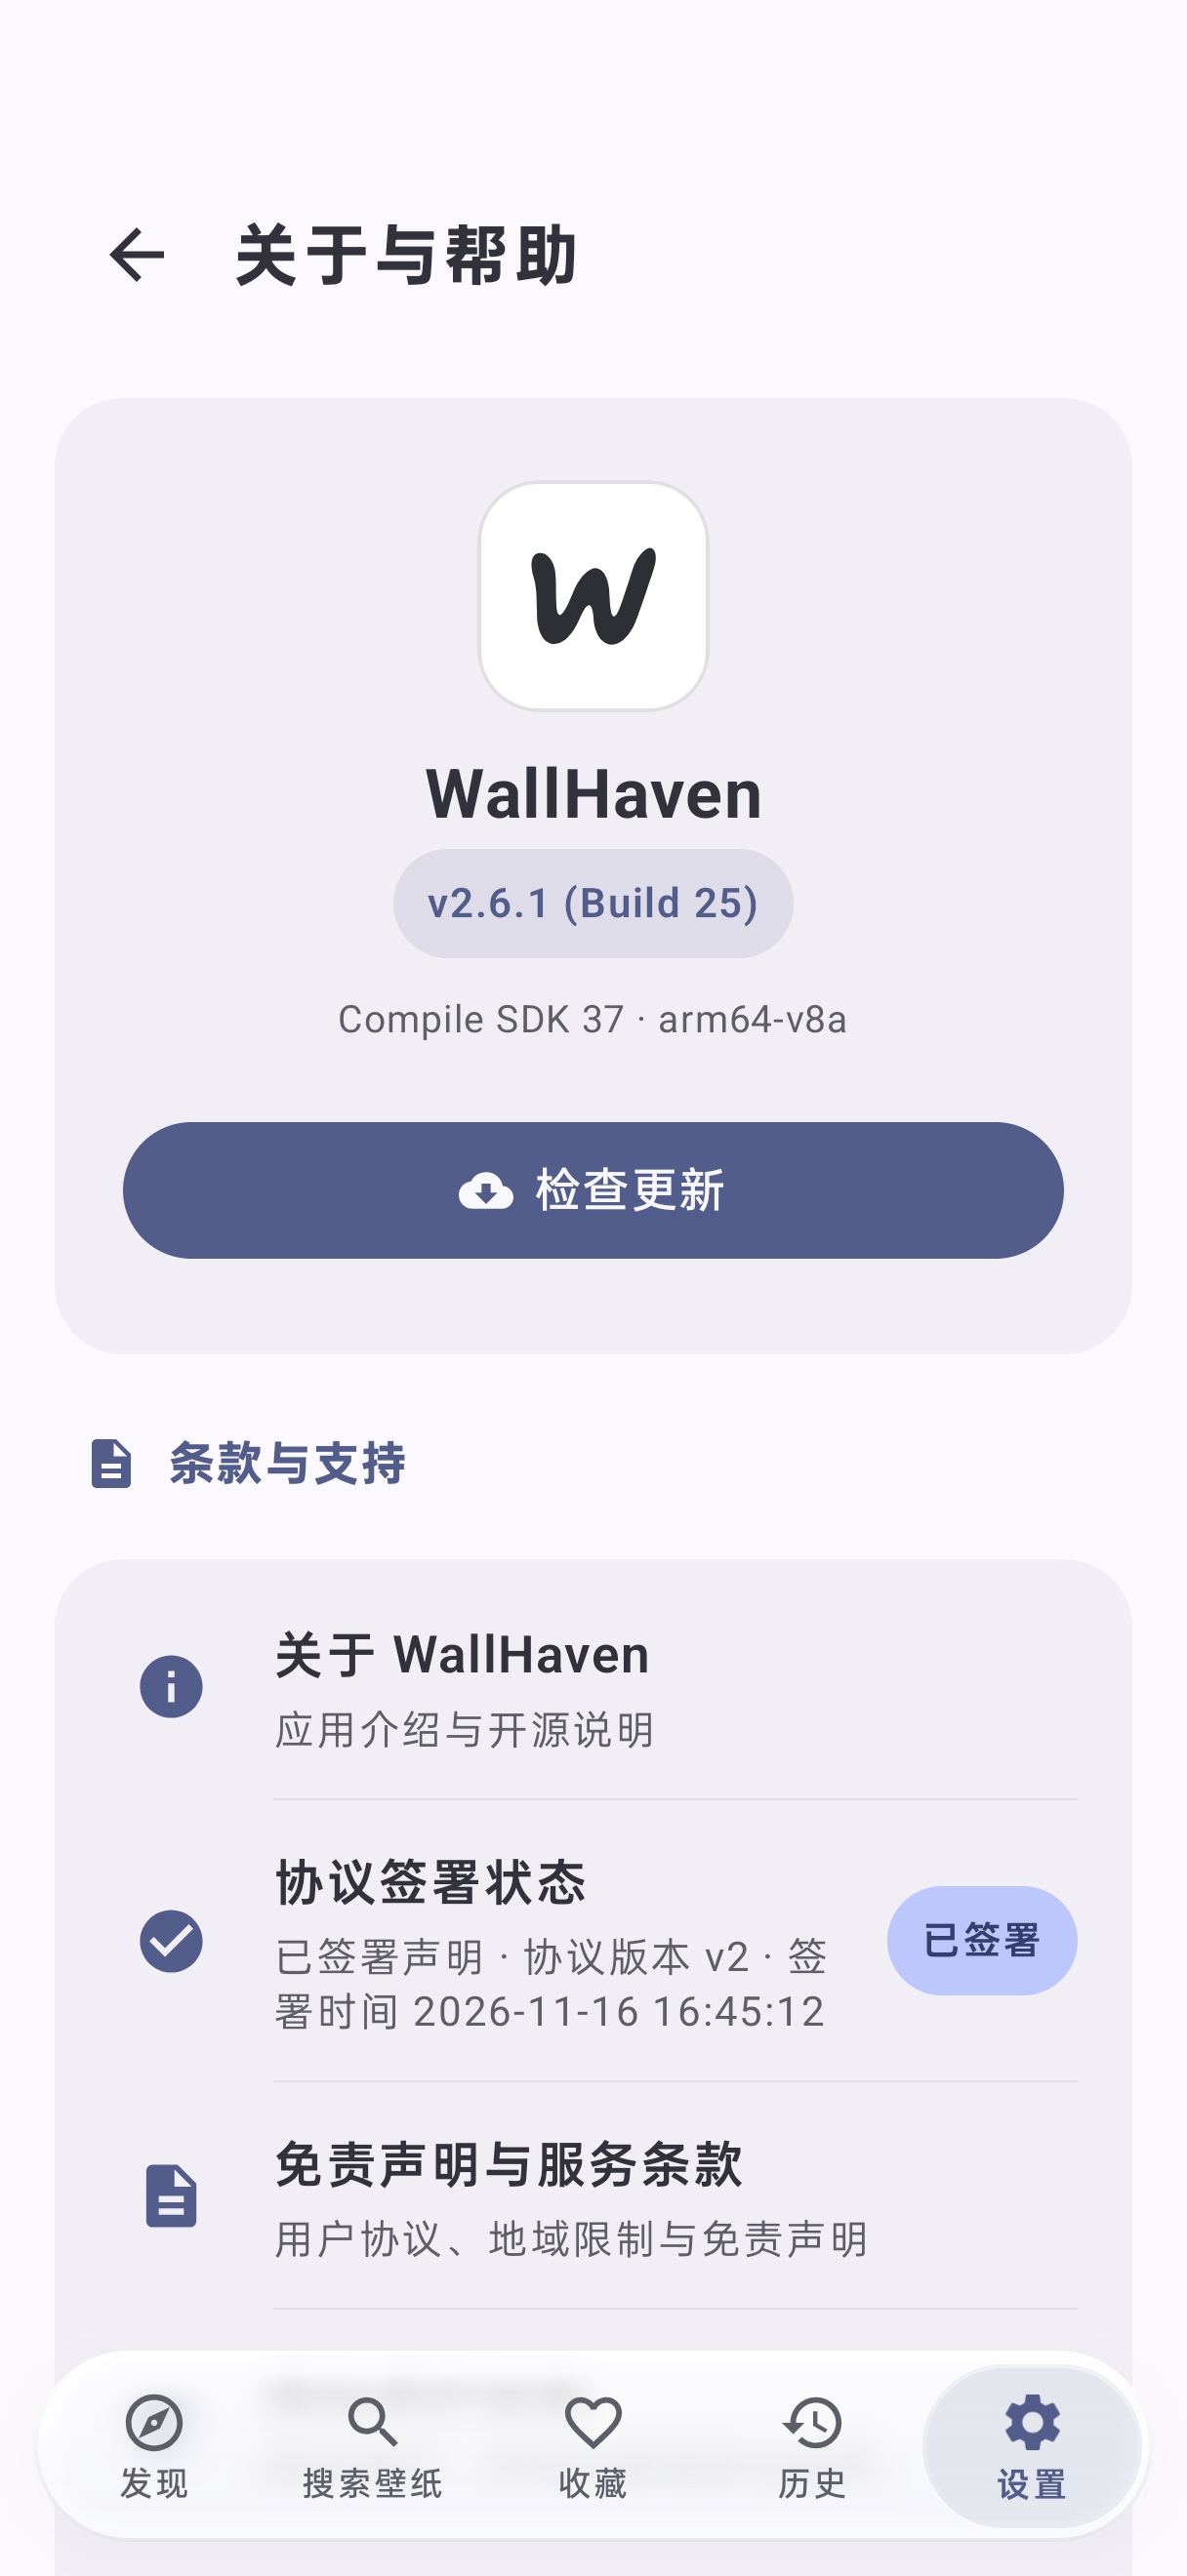 关于与帮助
W
WallHaven
v2.6.1 (Build 25)
Compile SDK 37 · arm64-v8a
检查更新
条款与支持
关于 WallHaven
应用介绍与开源说明
协议签署状态
已签署声明 · 协议版本 v2 · 签
署时间 2026-11-16 16:45:12
已签署
免责声明与服务条款
用户协议、地域限制与免责声明
发现
搜索壁纸
收藏
历史
设置